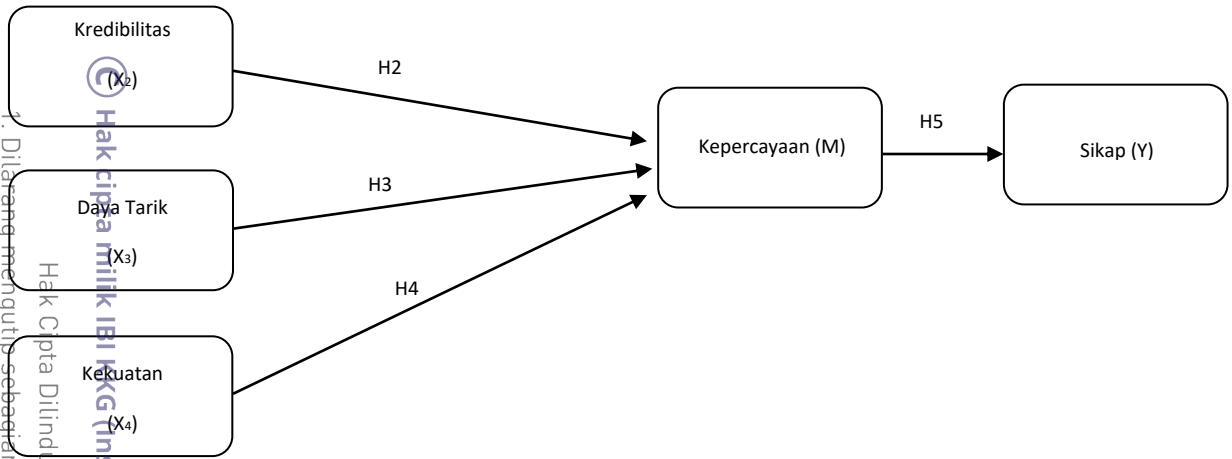 Kredibilitas
(X₂)
H2
Daya Tarik
(X₃)
H3
Kekuatan
(X₄)
H4
Kepercayaan (M)
H5
Sikap (Y)
© Hak cipta milik IBI KKG (Ins
Hak Cipta Dilindu
1. Dilarang mengutip sebagian